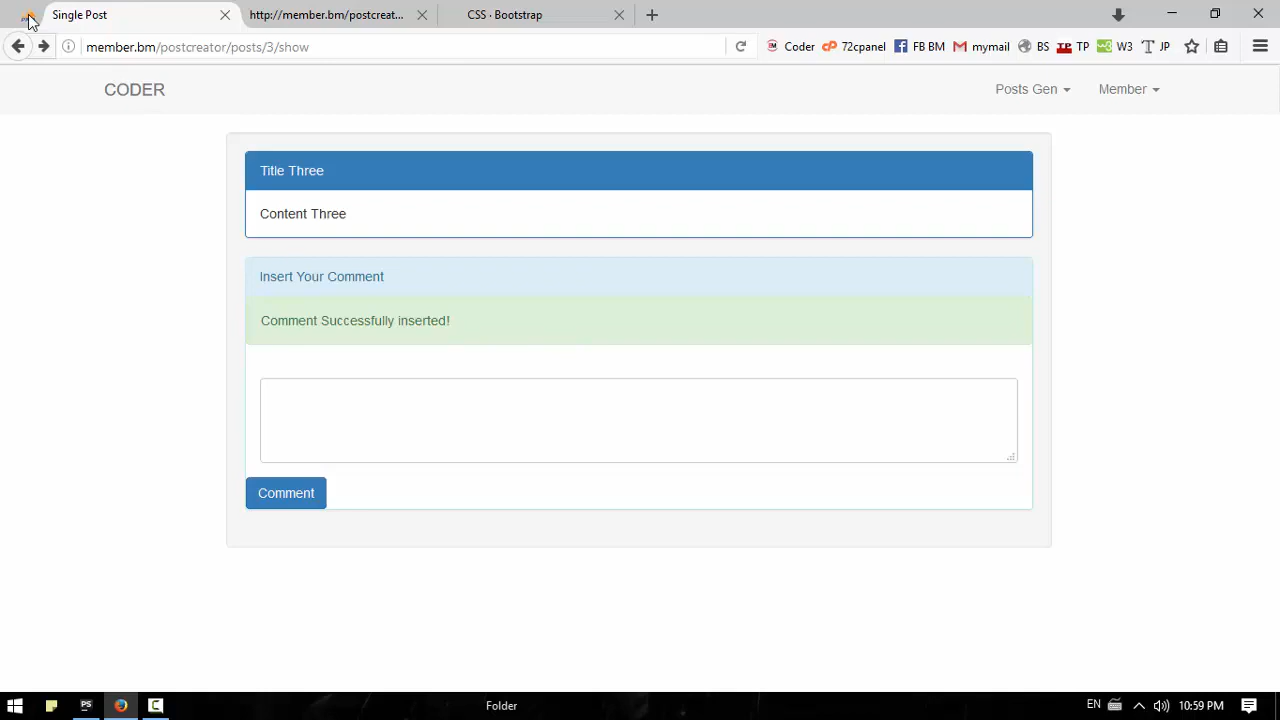 Single Post
http://member.bm/postcreat...
CSS · Bootstrap
member.bm/postcreator/posts/3/show
Coder
72cpanel
FB BM
mymail
BS
TP
W3
JP
CODER
Posts Gen
Member
Title Three
Content Three
Insert Your Comment
Comment Successfully inserted!
Comment
Folder
EN
10:59 PM